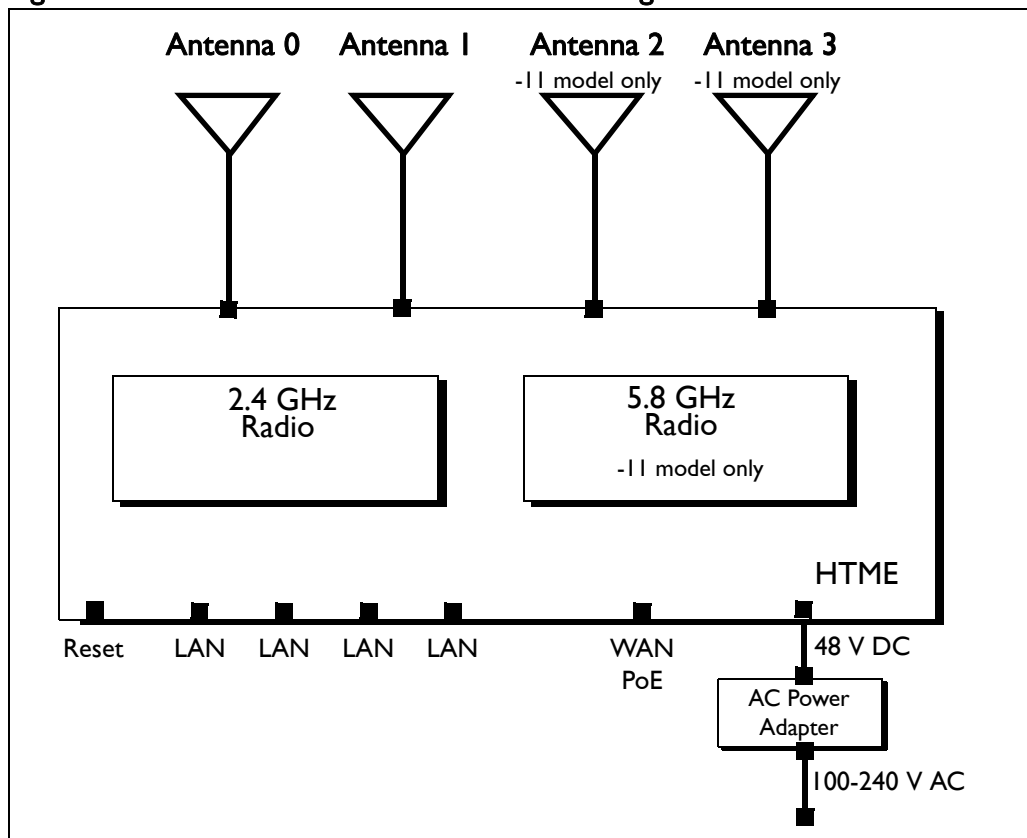 Antenna 0 Antenna 1 Antenna 2 Antenna 3
-11 model only -11 model only
2.4 GHz
Radio
5.8 GHz
Radio
-11 model only
HTME
Reset LAN LAN LAN LAN WAN
PoE
48 V DC
AC Power
Adapter
100-240 V AC